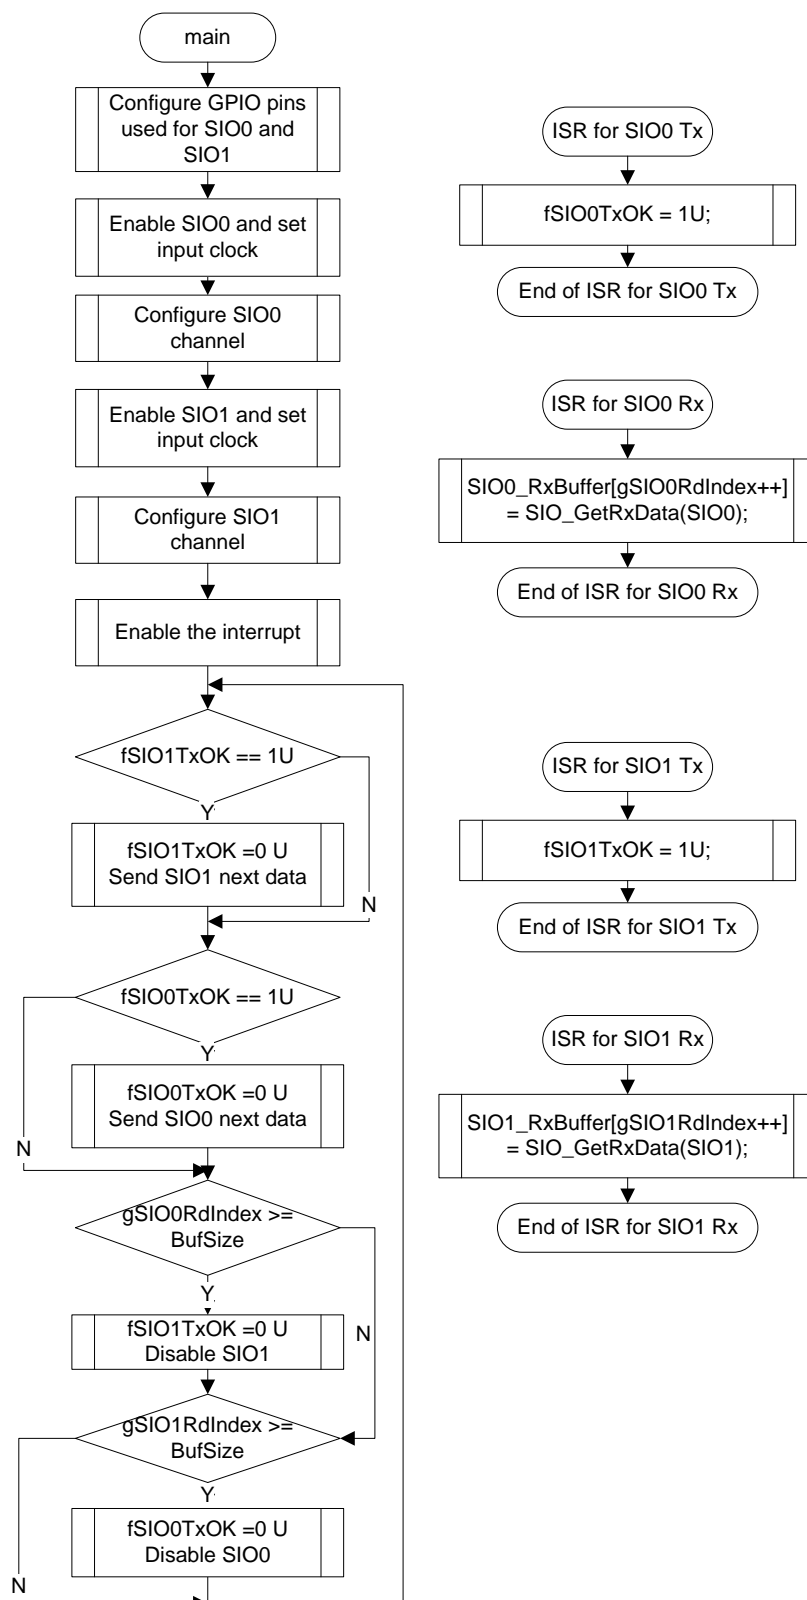 main
Configure GPIO pins
used for SIO0 and
SIO1
Enable SIO0 and set
input clock
Configure SIO0
channel
Enable SIO1 and set
input clock
Configure SIO1
channel
Enable the interrupt
fSIO1TxOK == 1U
Y
fSIO1TxOK =0 U
Send SIO1 next data
N
fSIO0TxOK == 1U
Y
fSIO0TxOK =0 U
Send SIO0 next data
N
gSIO0RdIndex >=
BufSize
Y
fSIO1TxOK =0 U
Disable SIO1
N
gSIO1RdIndex >=
BufSize
Y
fSIO0TxOK =0 U
Disable SIO0
N
ISR for SIO0 Tx
fSIO0TxOK = 1U;
End of ISR for SIO0 Tx
ISR for SIO0 Rx
SIO0_RxBuffer[gSIO0RdIndex++]
= SIO_GetRxData(SIO0);
End of ISR for SIO0 Rx
ISR for SIO1 Tx
fSIO1TxOK = 1U;
End of ISR for SIO1 Tx
ISR for SIO1 Rx
SIO1_RxBuffer[gSIO1RdIndex++]
= SIO_GetRxData(SIO1);
End of ISR for SIO1 Rx